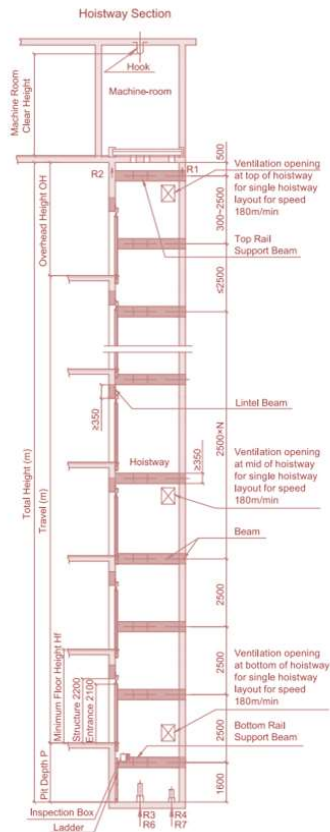 Hoistway Section
Machine Room
Clear Height
Hook
Machine-room
R2
R1
500
Ventilation opening
at top of hoistway
for single hoistway
layout for speed
180m/min
300~2500
Overhead Height OH
Top Rail
Support Beam
≤2500
Lintel Beam
≥350
2500×N
Hoistway
≥350
Ventilation opening
at mid of hoistway
for single hoistway
layout for speed
180m/min
Total Height (m)
Travel (m)
Beam
2500
2500
Minimum Floor Height Hf
Structure 2200
Entrance 2100
Ventilation opening
at bottom of hoistway
for single hoistway
layout for speed
180m/min
2500
Bottom Rail
Support Beam
Pit Depth P
1600
Inspection Box
Ladder
R3
R6
R4
R7